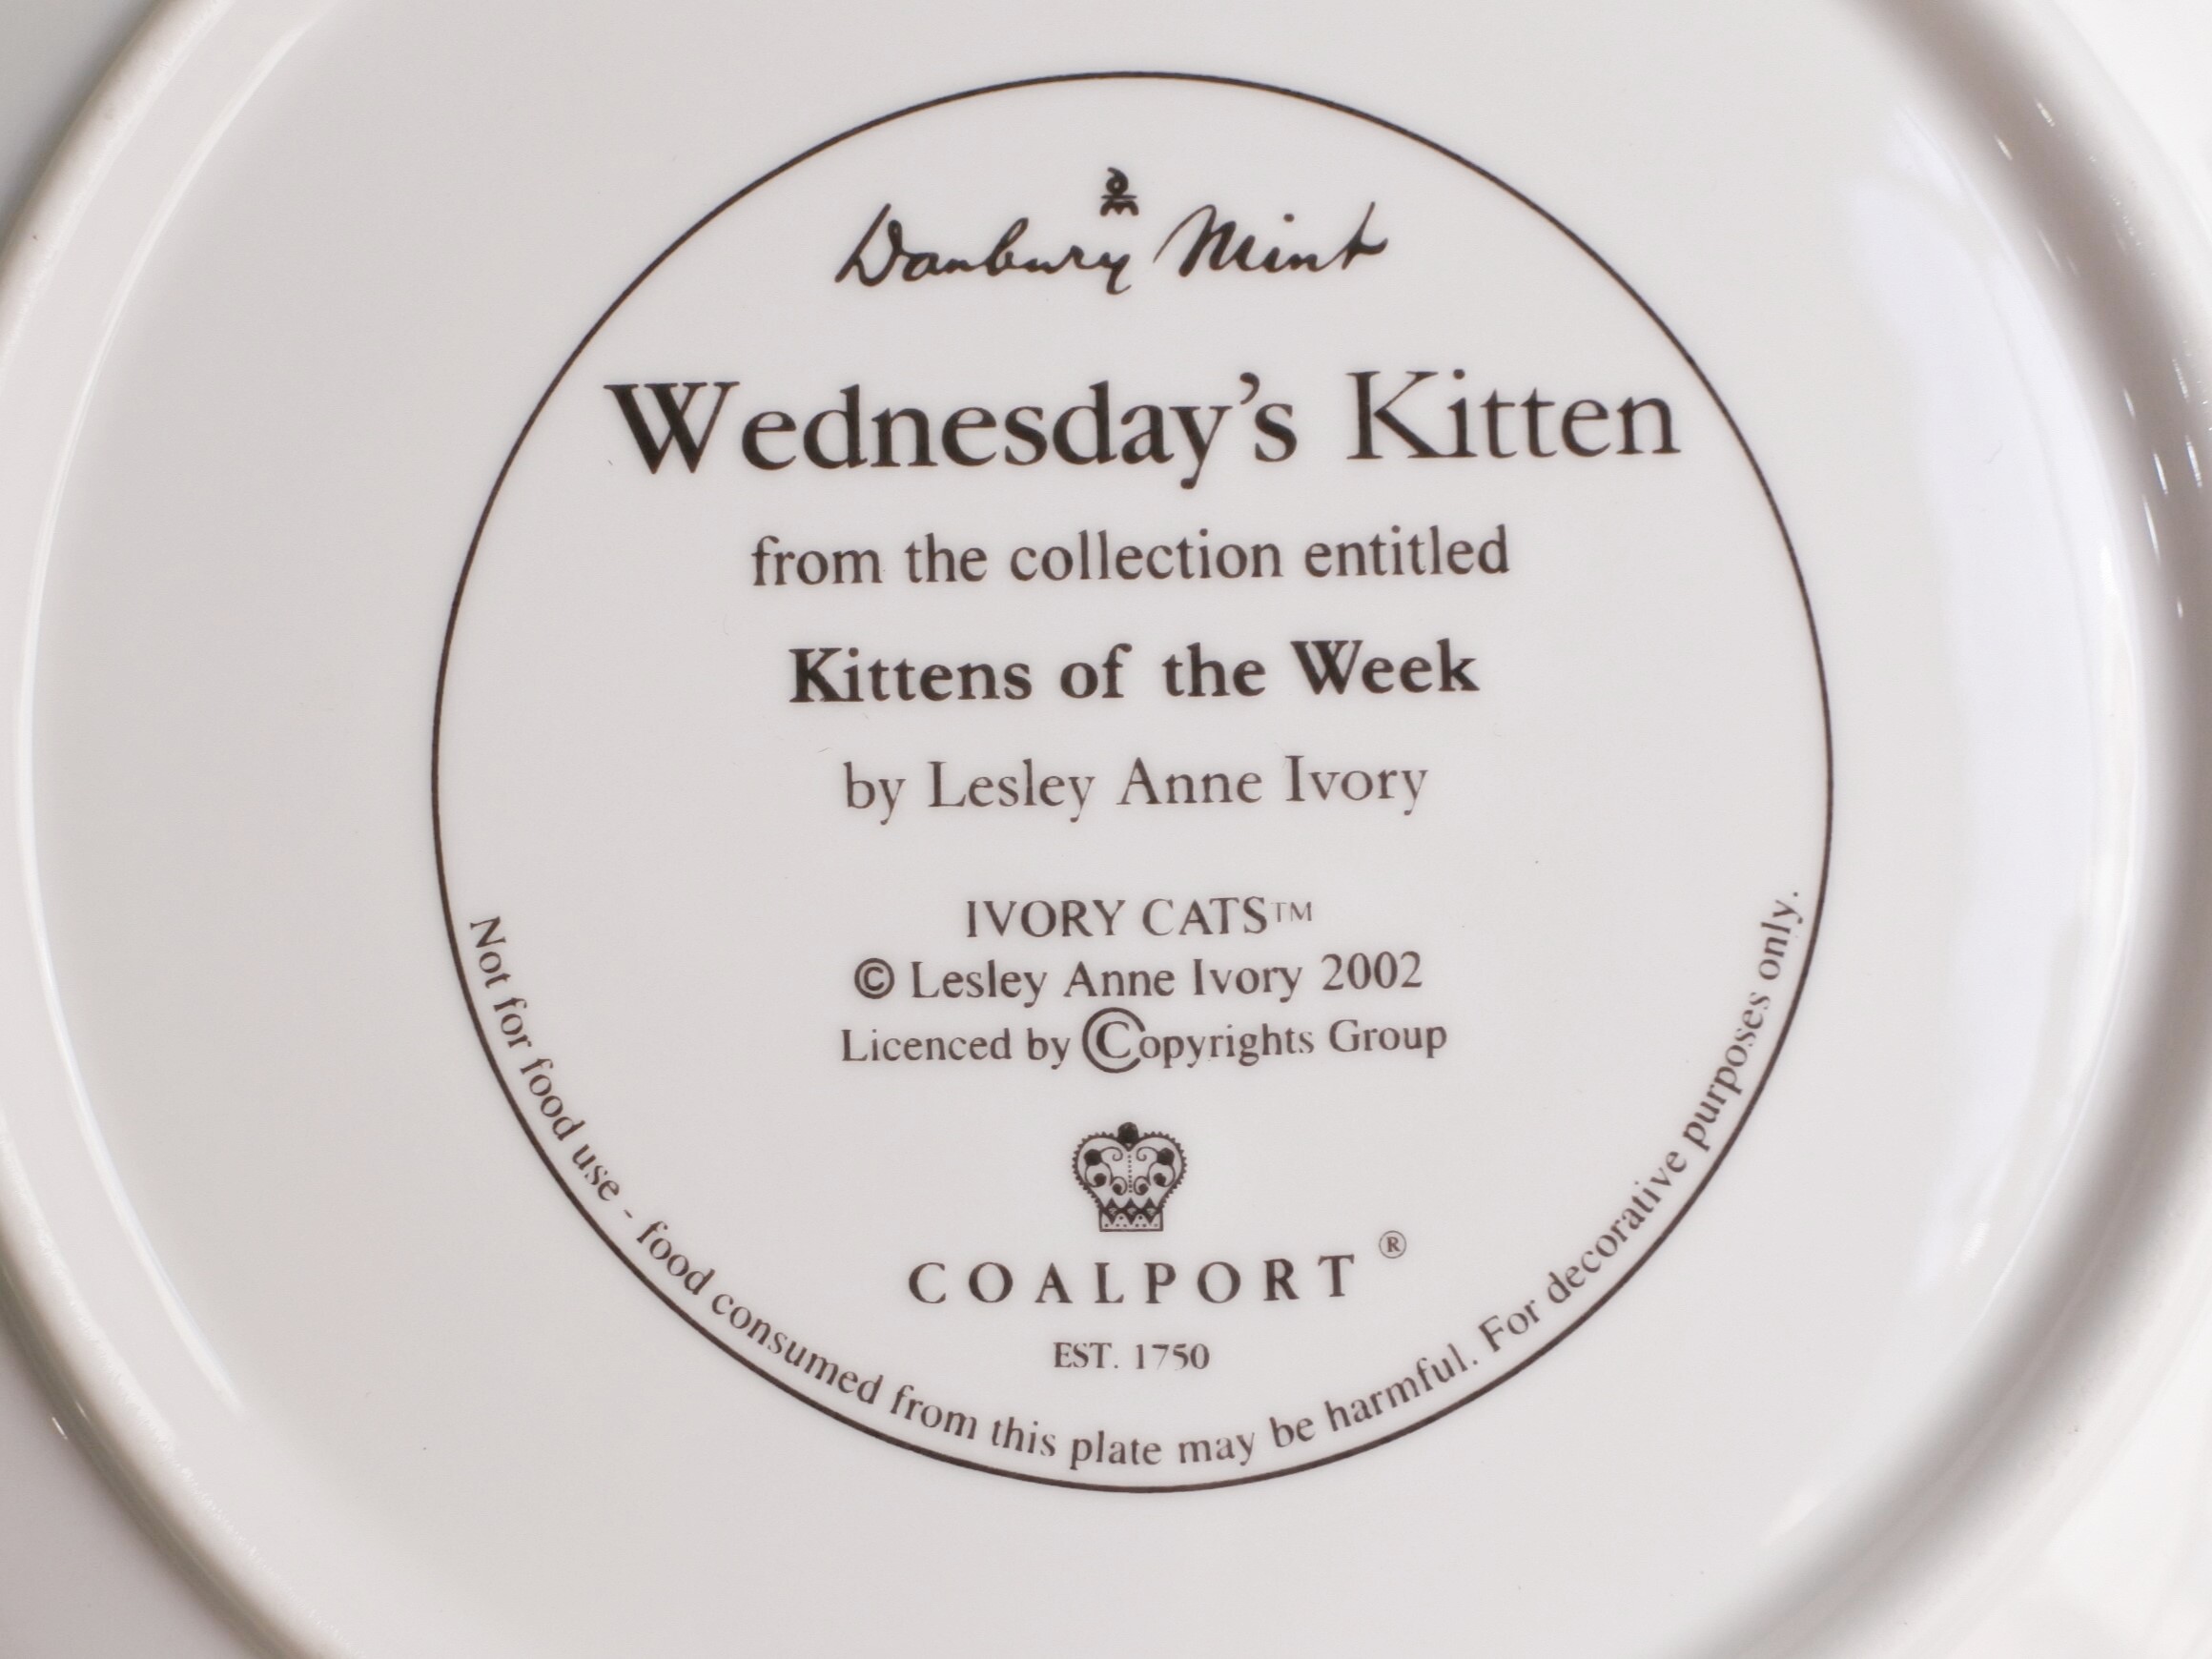 Danbury Mint
Wednesday's Kitten
from the collection entitled
Kittens of the Week
by Lesley Anne Ivory
IVORY CATS™
© Lesley Anne Ivory 2002
Licenced by Copyrights Group
COALPORT®
EST. 1750
Not for food use - food consumed from this plate may be harmful. For decorative purposes only.